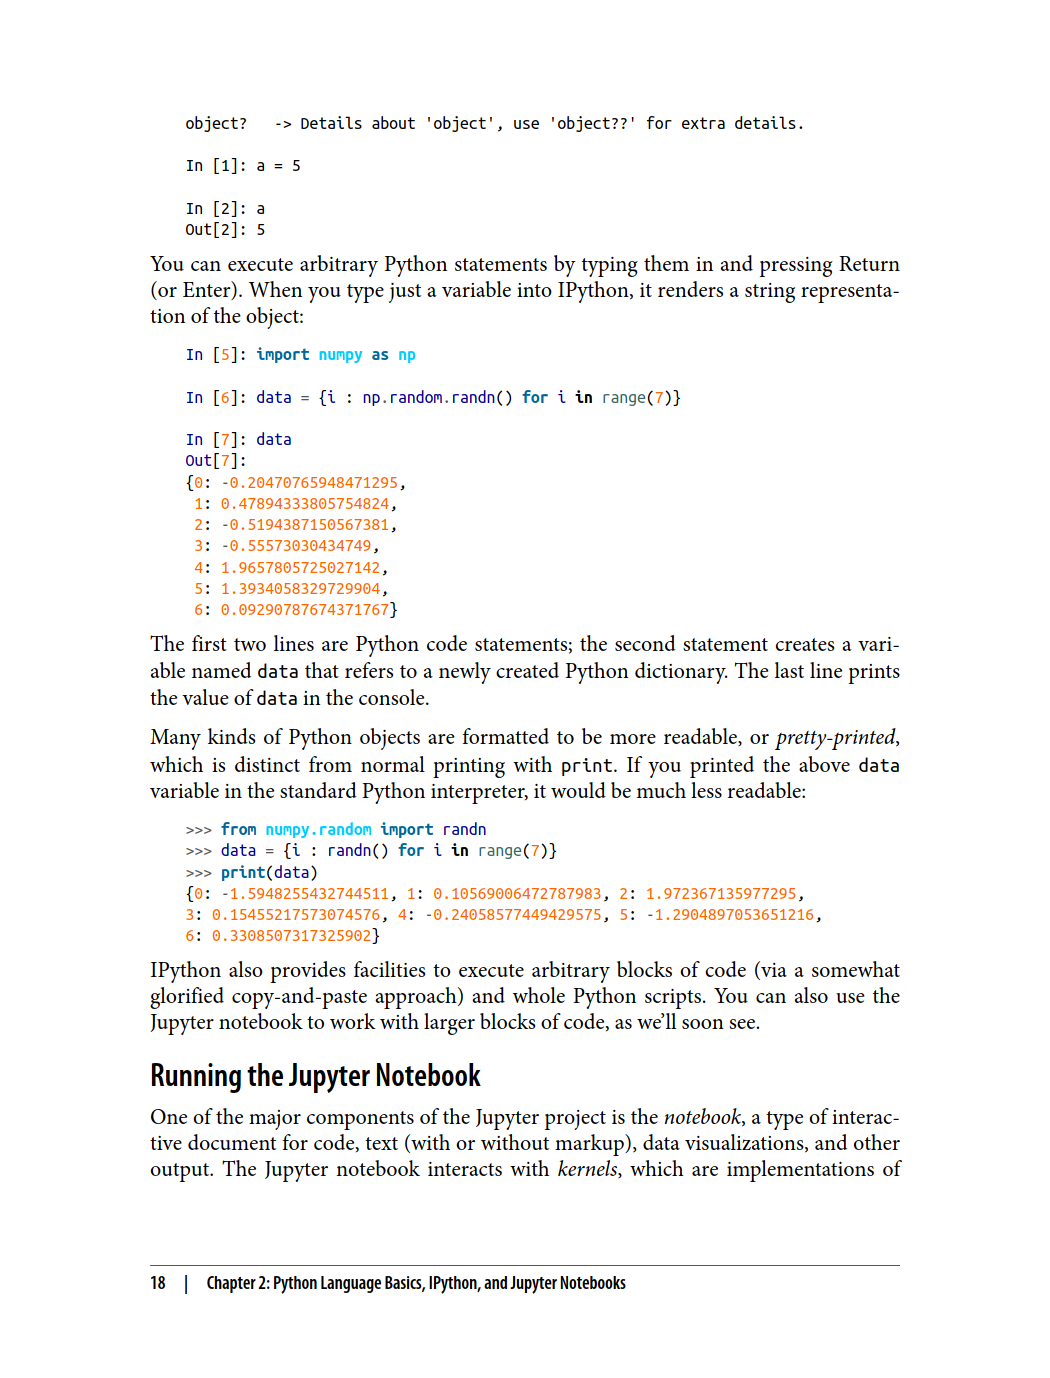 object?   -> Details about 'object', use 'object??' for extra details.
In [1]: a = 5
In [2]: a
Out[2]: 5
You can execute arbitrary Python statements by typing them in and pressing Return
(or Enter). When you type just a variable into IPython, it renders a string representa-
tion of the object:
In [5]: import numpy as np
In [6]: data = {i : np.random.randn() for i in range(7)}
In [7]: data
Out[7]:
{0: -0.20470765948471295,
 1: 0.47894333805754824,
 2: -0.5194387150567381,
 3: -0.55573030434749,
 4: 1.9657805725027142,
 5: 1.3934058329729904,
 6: 0.09290787674371767}
The first two lines are Python code statements; the second statement creates a vari-
able named data that refers to a newly created Python dictionary. The last line prints
the value of data in the console.
Many kinds of Python objects are formatted to be more readable, or pretty-printed,
which is distinct from normal printing with print. If you printed the above data
variable in the standard Python interpreter, it would be much less readable:
>>> from numpy.random import randn
>>> data = {i : randn() for i in range(7)}
>>> print(data)
{0: -1.5948255432744511, 1: 0.10569006472787983, 2: 1.972367135977295,
3: 0.15455217573074576, 4: -0.24058577449429575, 5: -1.2904897053651216,
6: 0.3308507317325902}
IPython also provides facilities to execute arbitrary blocks of code (via a somewhat
glorified copy-and-paste approach) and whole Python scripts. You can also use the
Jupyter notebook to work with larger blocks of code, as we’ll soon see.
Running the Jupyter Notebook
One of the major components of the Jupyter project is the notebook, a type of interac-
tive document for code, text (with or without markup), data visualizations, and other
output. The Jupyter notebook interacts with kernels, which are implementations of
18 | Chapter 2: Python Language Basics, IPython, and Jupyter Notebooks